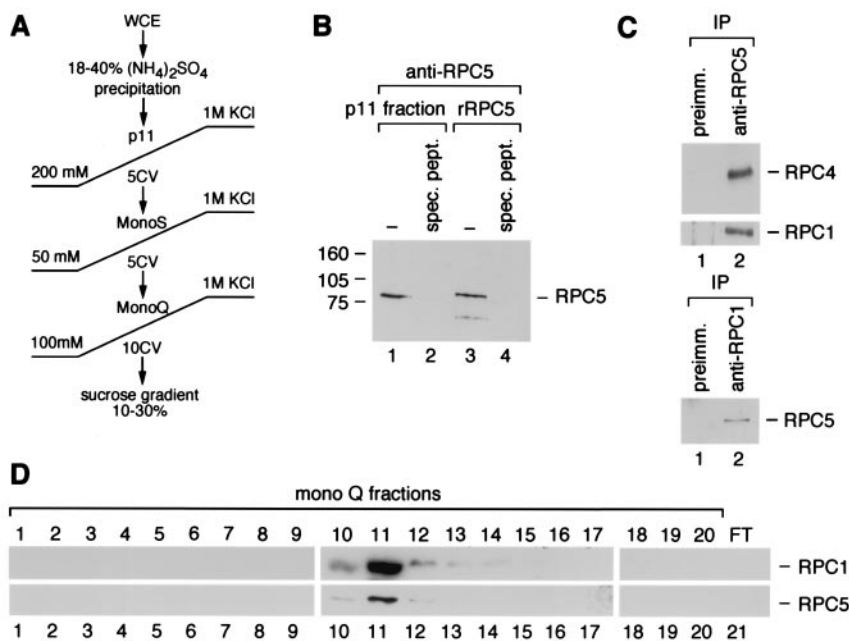 A
WCE
18-40% (NH4)2SO4
precipitation
p11
1M KCl
200 mM
5CV
MonoS
1M KCl
50 mM
5CV
MonoQ
1M KCl
100mM
10CV
sucrose gradient
10-30%
B
anti-RPC5
p11 fraction rRPC5
– spec. pept. – spec. pept.
160 –
105 –
75 –
– RPC5
1 2 3 4
C
IP
preimm. anti-RPC5
– RPC4
– RPC1
1 2
IP
preimm. anti-RPC1
– RPC5
1 2
D
mono Q fractions
1 2 3 4 5 6 7 8 9 10 11 12 13 14 15 16 17 18 19 20 FT
– RPC1
– RPC5
1 2 3 4 5 6 7 8 9 10 11 12 13 14 15 16 17 18 19 20 21